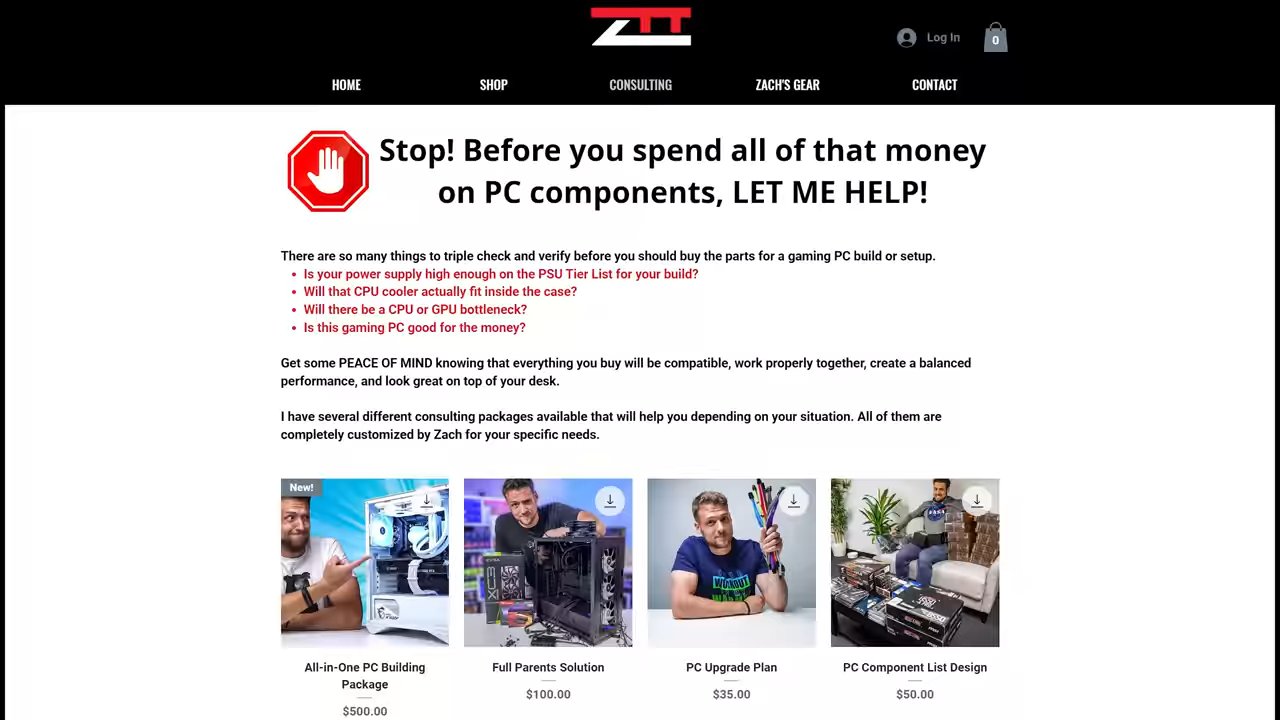 ZTT
Log In
0
HOME
SHOP
CONSULTING
ZACH'S GEAR
CONTACT
Stop! Before you spend all of that money
on PC components, LET ME HELP!
There are so many things to triple check and verify before you should buy the parts for a gaming PC build or setup.
• Is your power supply high enough on the PSU Tier List for your build?
• Will that CPU cooler actually fit inside the case?
• Will there be a CPU or GPU bottleneck?
• Is this gaming PC good for the money?
Get some PEACE OF MIND knowing that everything you buy will be compatible, work properly together, create a balanced
performance, and look great on top of your desk.
I have several different consulting packages available that will help you depending on your situation. All of them are
completely customized by Zach for your specific needs.
New!
EVGA
WORKOUT
NASA
All-in-One PC Building
Package
$500.00
Full Parents Solution
$100.00
PC Upgrade Plan
$35.00
PC Component List Design
$50.00